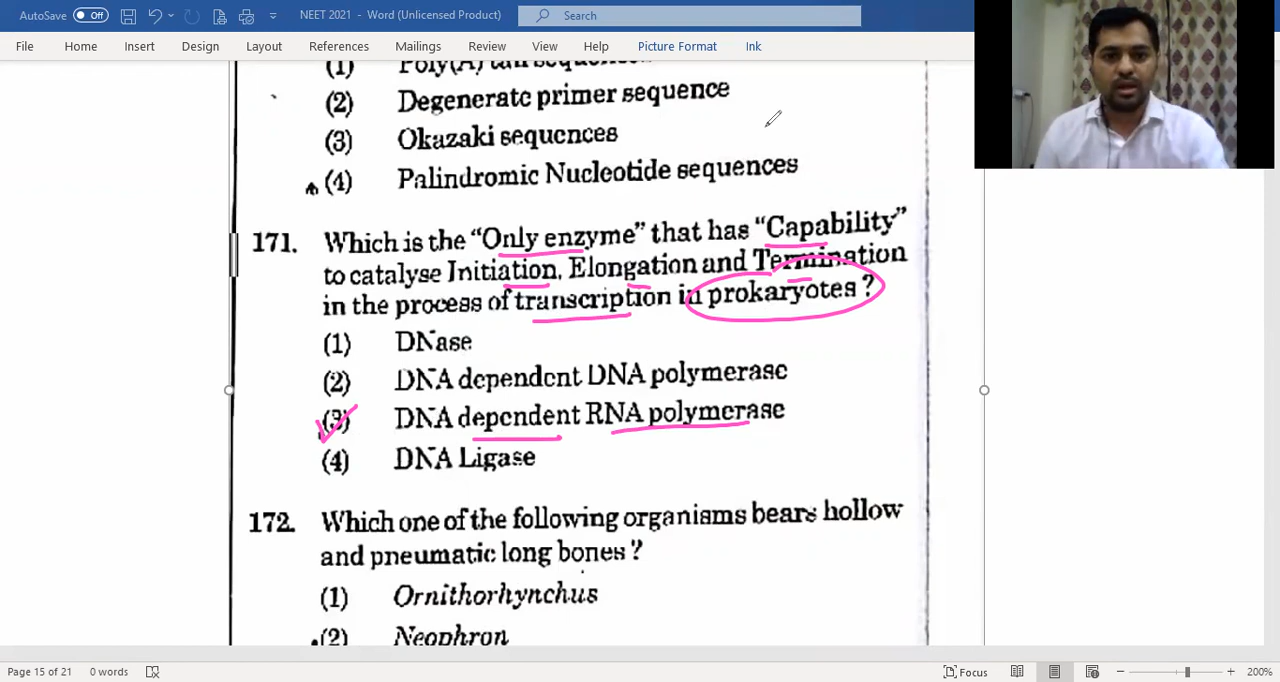 AutoSave Off NEET 2021 - Word (Unlicensed Product) Search
File Home Insert Design Layout References Mailings Review View Help Picture Format Ink
(1) Poly(A) tail sequences
(2) Degenerate primer sequence
(3) Okazaki sequences
(4) Palindromic Nucleotide sequences
171. Which is the “Only enzyme” that has “Capability”
to catalyse Initiation, Elongation and Termination
in the process of transcription in prokaryotes ?
(1) DNase
(2) DNA dependent DNA polymerase
(3) DNA dependent RNA polymerase
(4) DNA Ligase
172. Which one of the following organisms bears hollow
and pneumatic long bones ?
(1) Ornithorhynchus
(2) Neophron
Page 15 of 21 0 words Focus 200%